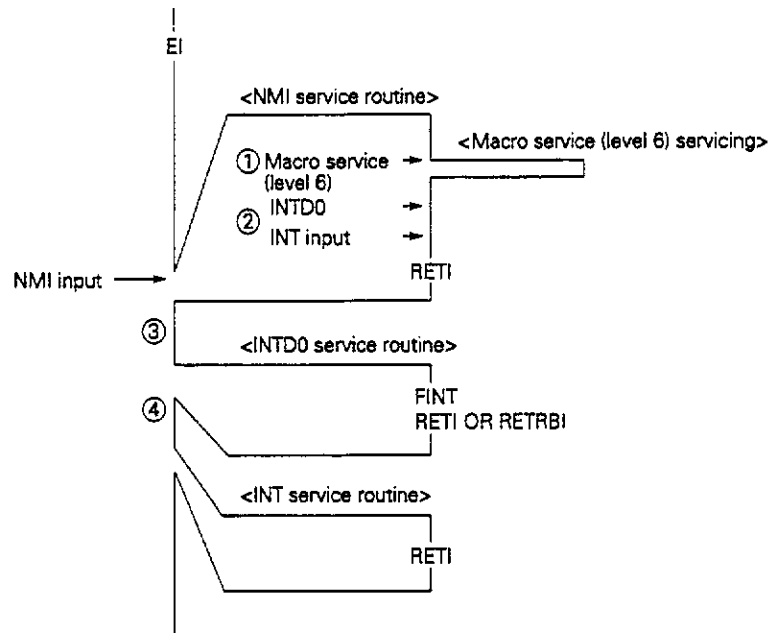 EI
<NMI service routine>
<Macro service (level 6) servicing>
① Macro service
(level 6)
② INTD0
INT input
NMI input
RETI
③
<INTD0 service routine>
④
FINT
RETI OR RETRBI
<INT service routine>
RETI